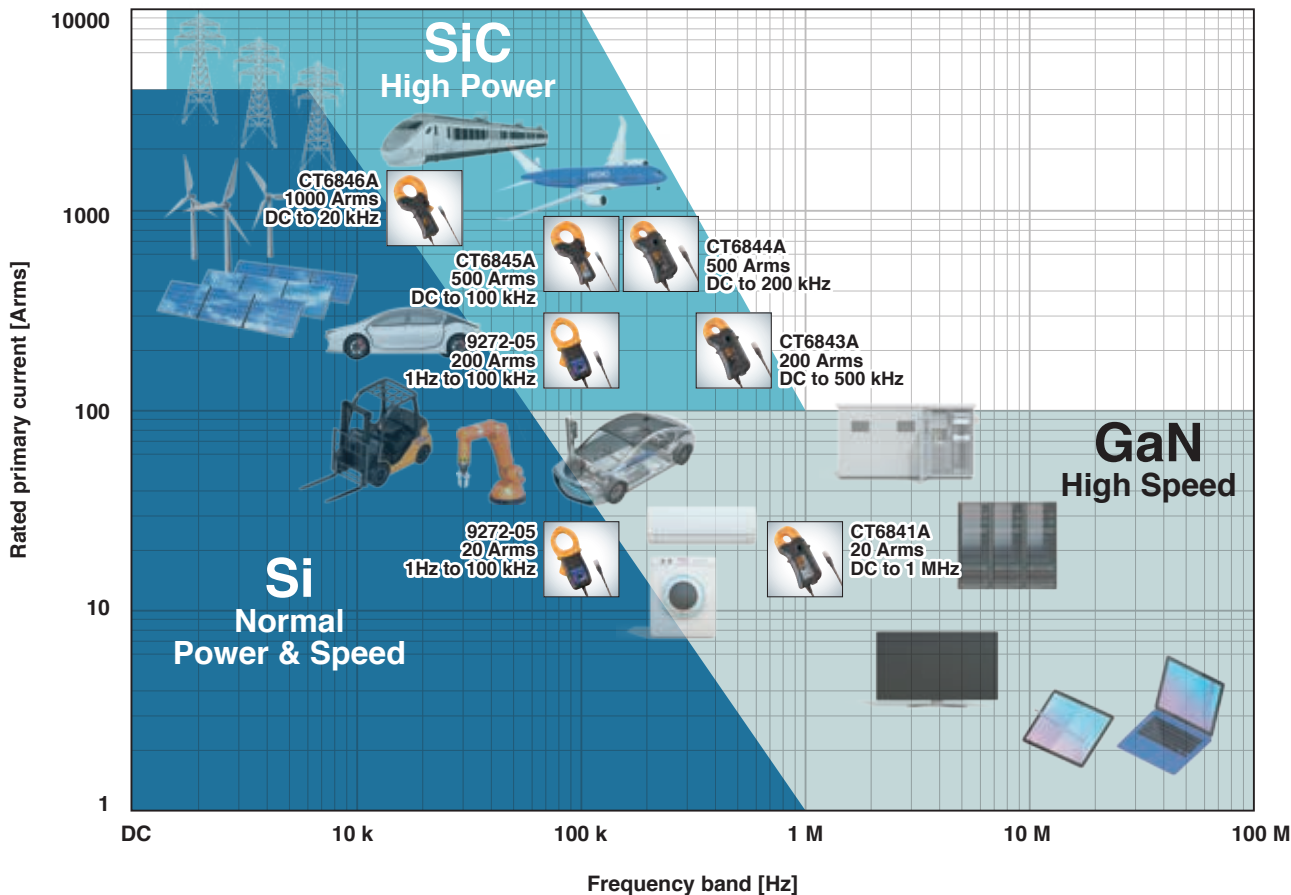 10000
SiC
High Power
CT6846A
1000 Arms
DC to 20 kHz
1000
CT6845A
500 Arms
DC to 100 kHz
CT6844A
500 Arms
DC to 200 kHz
9272-05
200 Arms
1Hz to 100 kHz
CT6843A
200 Arms
DC to 500 kHz
Rated primary current [Arms]
100
GaN
High Speed
9272-05
20 Arms
1Hz to 100 kHz
CT6841A
20 Arms
DC to 1 MHz
Si
Normal
Power & Speed
10
1
DC
10 k
100 k
1 M
10 M
100 M
Frequency band [Hz]